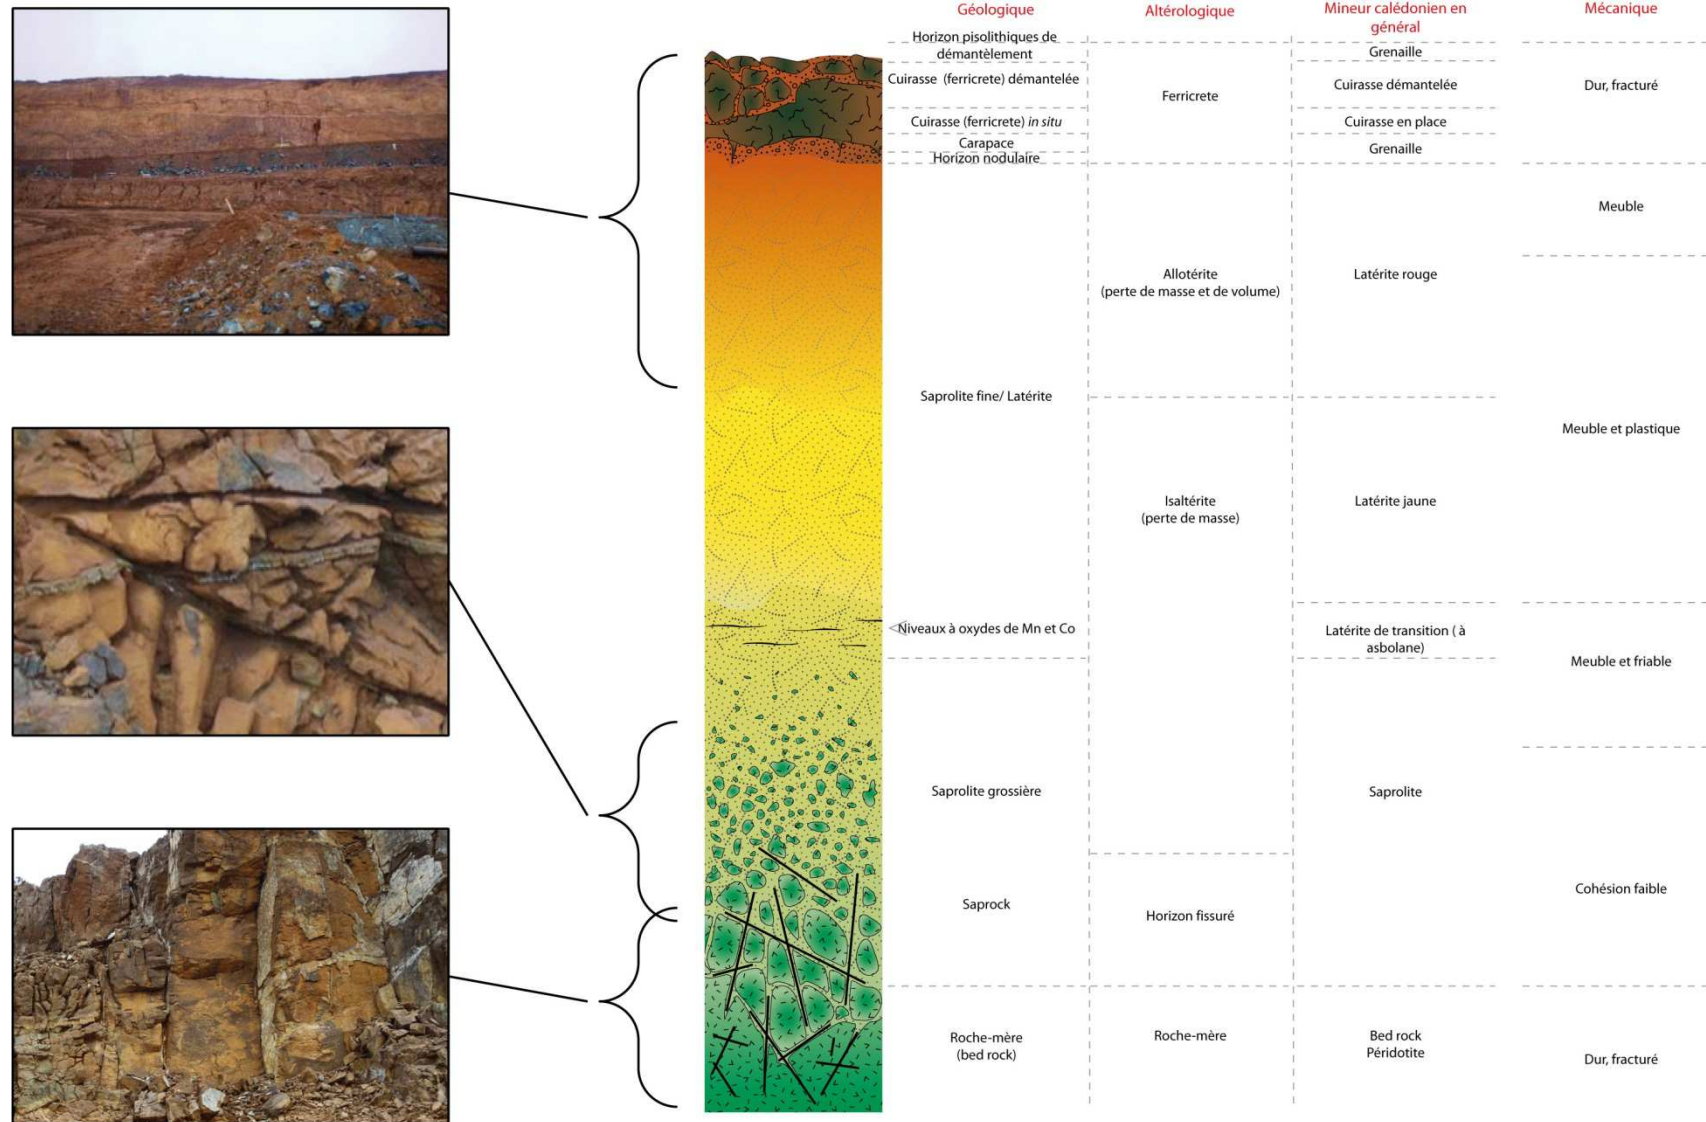 Géologique
Altérologique
Mineur calédonien en
général
Mécanique
Horizon pisolithiques de
démantèlement
Grenaille
Cuirasse (ferricrete) démantelée
Ferricrete
Cuirasse démantelée
Dur, fracturé
Cuirasse (ferricrete) in situ
Cuirasse en place
Carapace
Grenaille
Horizon nodulaire
Meuble
Allotérite
(perte de masse et de volume)
Latérite rouge
Saprolite fine/ Latérite
Meuble et plastique
Isaltérite
(perte de masse)
Latérite jaune
Niveaux à oxydes de Mn et Co
Latérite de transition ( à
asbolane)
Meuble et friable
Saprolite grossière
Saprolite
Cohésion faible
Saprock
Horizon fissuré
Roche-mère
(bed rock)
Roche-mère
Bed rock
Péridotite
Dur, fracturé